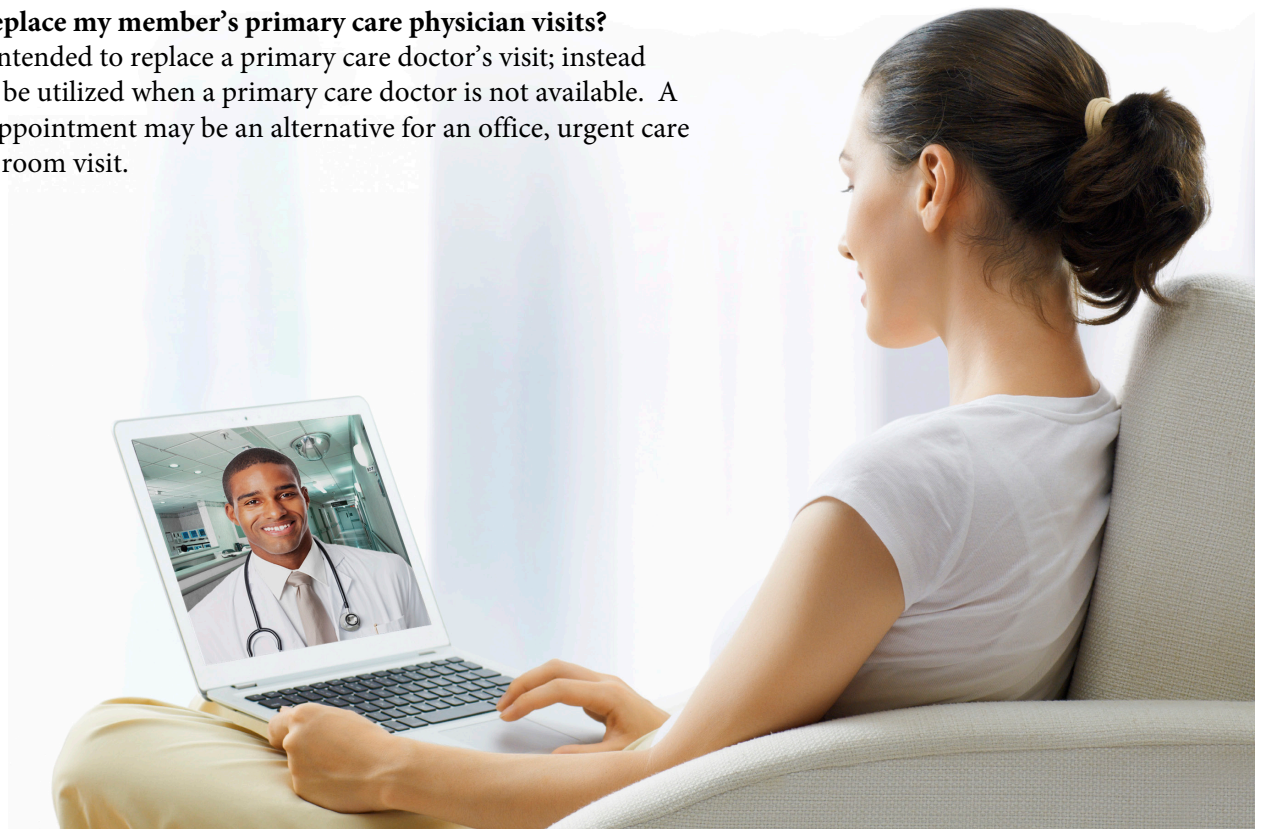 eplace my member’s primary care physician visits?
ntended to replace a primary care doctor’s visit; instead
be utilized when a primary care doctor is not available. A
ppointment may be an alternative for an office, urgent care
room visit.